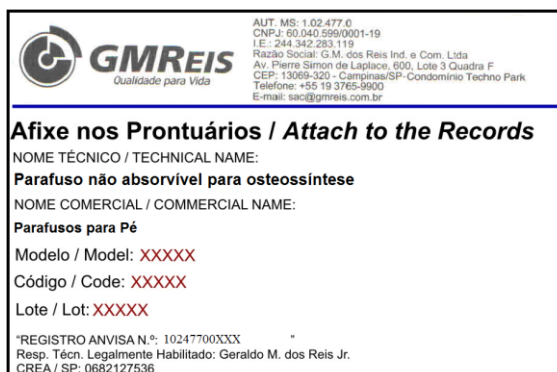 GMREIS
Qualidade para Vida
AUT. MS: 1.02.477.0
CNPJ: 60.040.599/0001-19
I.E.: 244.342.283.119
Razão Social: G.M. dos Reis Ind. e Com. Ltda
Av. Pierre Simon de Laplace, 600, Lote 3 Quadra F
CEP: 13069-320 - Campinas/SP-Condomínio Techno Park
Telefone: +55 19 3765-9900
E-mail: sac@gmreis.com.br
Afixe nos Prontuários / Attach to the Records
NOME TÉCNICO / TECHNICAL NAME:
Parafuso não absorvível para osteossíntese
NOME COMERCIAL / COMMERCIAL NAME:
Parafusos para Pé
Modelo / Model: XXXXX
Código / Code: XXXXX
Lote / Lot: XXXXX
"REGISTRO ANVISA N.º: 10247700XXX "
Resp. Técn. Legalmente Habilitado: Geraldo M. dos Reis Jr.
CREA / SP: 0682127536